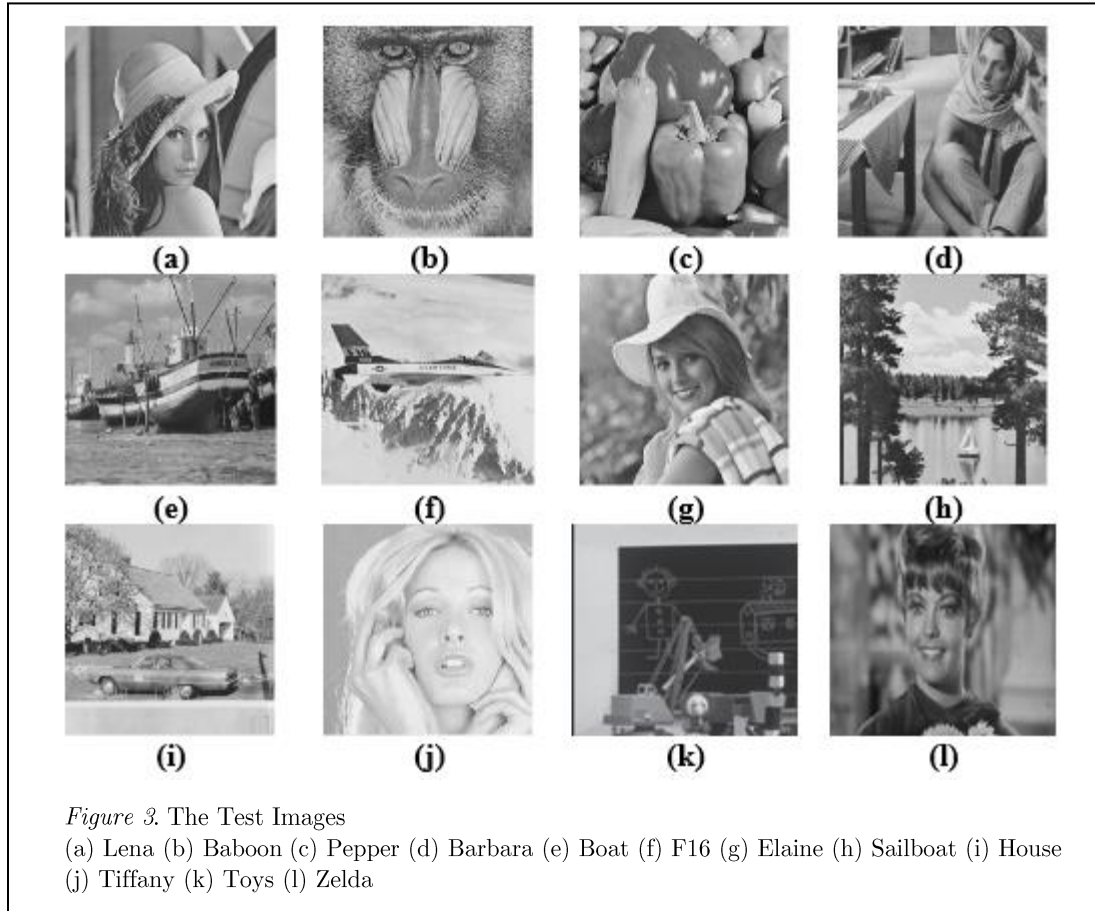 (a) (b) (c) (d)
(e) (f) (g) (h)
(i) (j) (k) (l)
Figure 3. The Test Images
(a) Lena (b) Baboon (c) Pepper (d) Barbara (e) Boat (f) F16 (g) Elaine (h) Sailboat (i) House
(j) Tiffany (k) Toys (l) Zelda